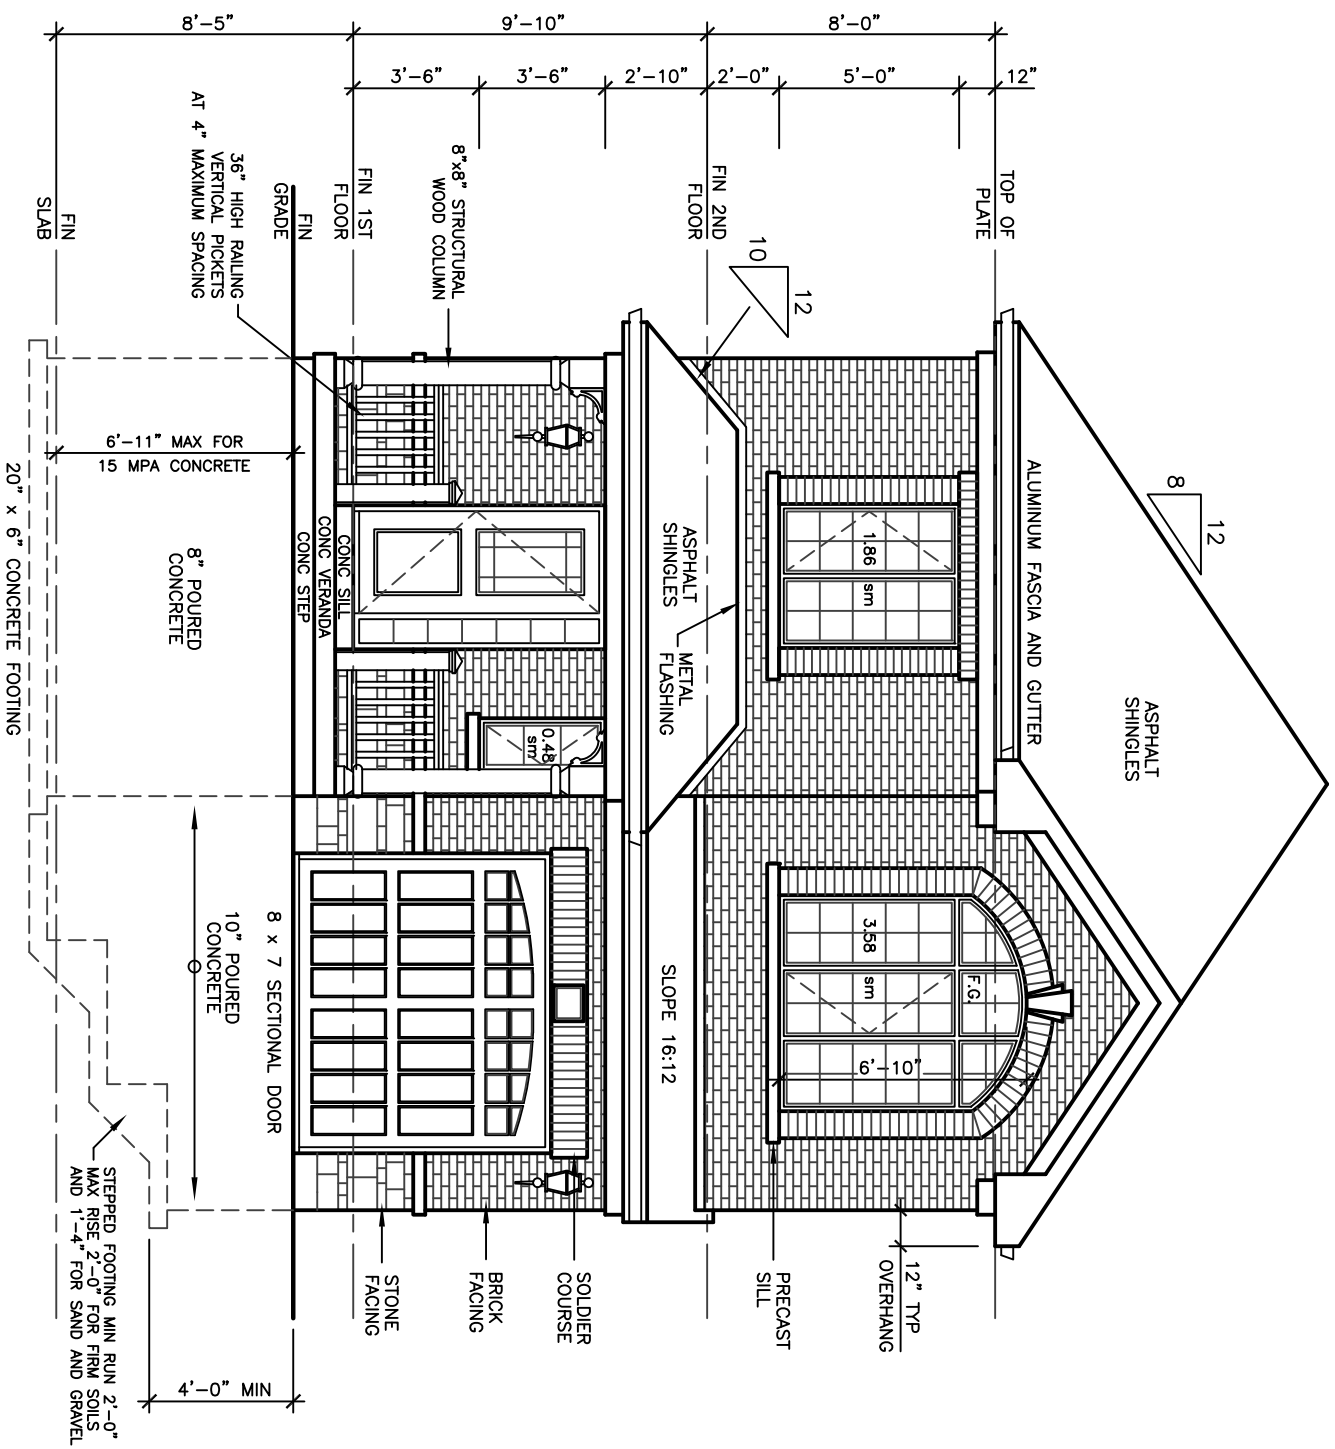 8'-5"
9'-10"
8'-0"
3'-6"
3'-6"
2'-10"
2'-0"
5'-0"
12"
TOP OF
PLATE
FIN 2ND
FLOOR
FIN 1ST
FLOOR
FIN
GRADE
FIN
SLAB
8"x8" STRUCTURAL
WOOD COLUMN
36" HIGH RAILING
VERTICAL PICKETS
AT 4" MAXIMUM SPACING
12
8
12
10
ASPHALT
SHINGLES
ALUMINUM FASCIA AND GUTTER
1.86 sm
3.58 sm
F.G.
6'-10"
METAL
FLASHING
ASPHALT
SHINGLES
SLOPE 16:12
0.48
sm
CONC SILL
CONC VERANDA
CONC STEP
6'-11" MAX FOR
15 MPA CONCRETE
8" POURED
CONCRETE
20" x 6" CONCRETE FOOTING
8 x 7 SECTIONAL DOOR
10" POURED
CONCRETE
12" TYP
OVERHANG
PRECAST
SILL
SOLDIER
COURSE
BRICK
FACING
STONE
FACING
4'-0" MIN
STEPPED FOOTING MIN RUN 2'-0"
MAX RISE 2'-0" FOR FIRM SOILS
AND 1'-4" FOR SAND AND GRAVEL